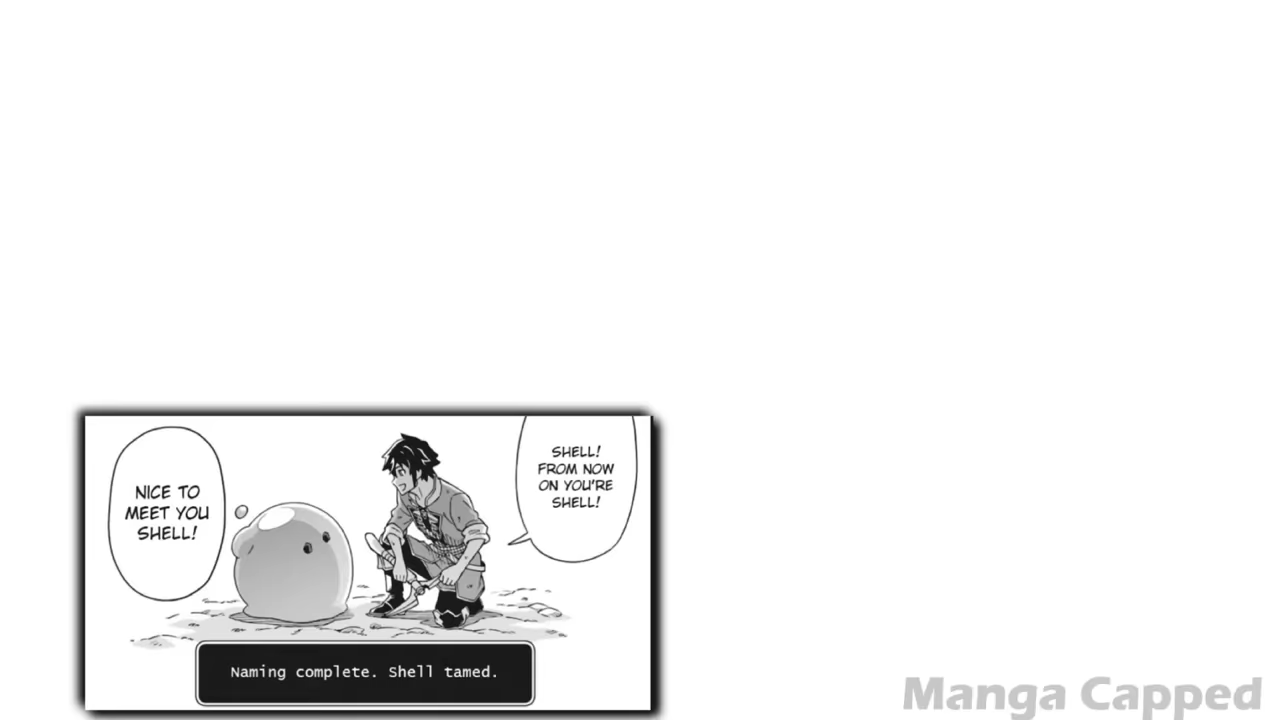 SHELL!
FROM NOW
ON YOU'RE
SHELL!
NICE TO
MEET YOU
SHELL!
Naming complete. Shell tamed.
Manga Capped